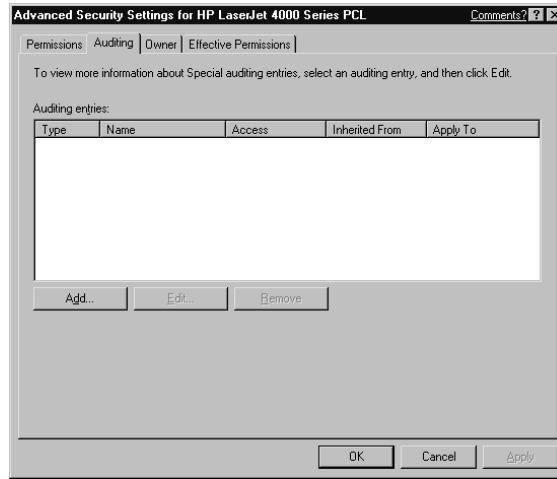 Advanced Security Settings for HP LaserJet 4000 Series PCL Comments? ? X
Permissions Auditing Owner Effective Permissions
To view more information about Special auditing entries, select an auditing entry, and then click Edit.
Auditing entries:
Type Name Access Inherited From Apply To
Add... Edit... Remove
OK Cancel Apply